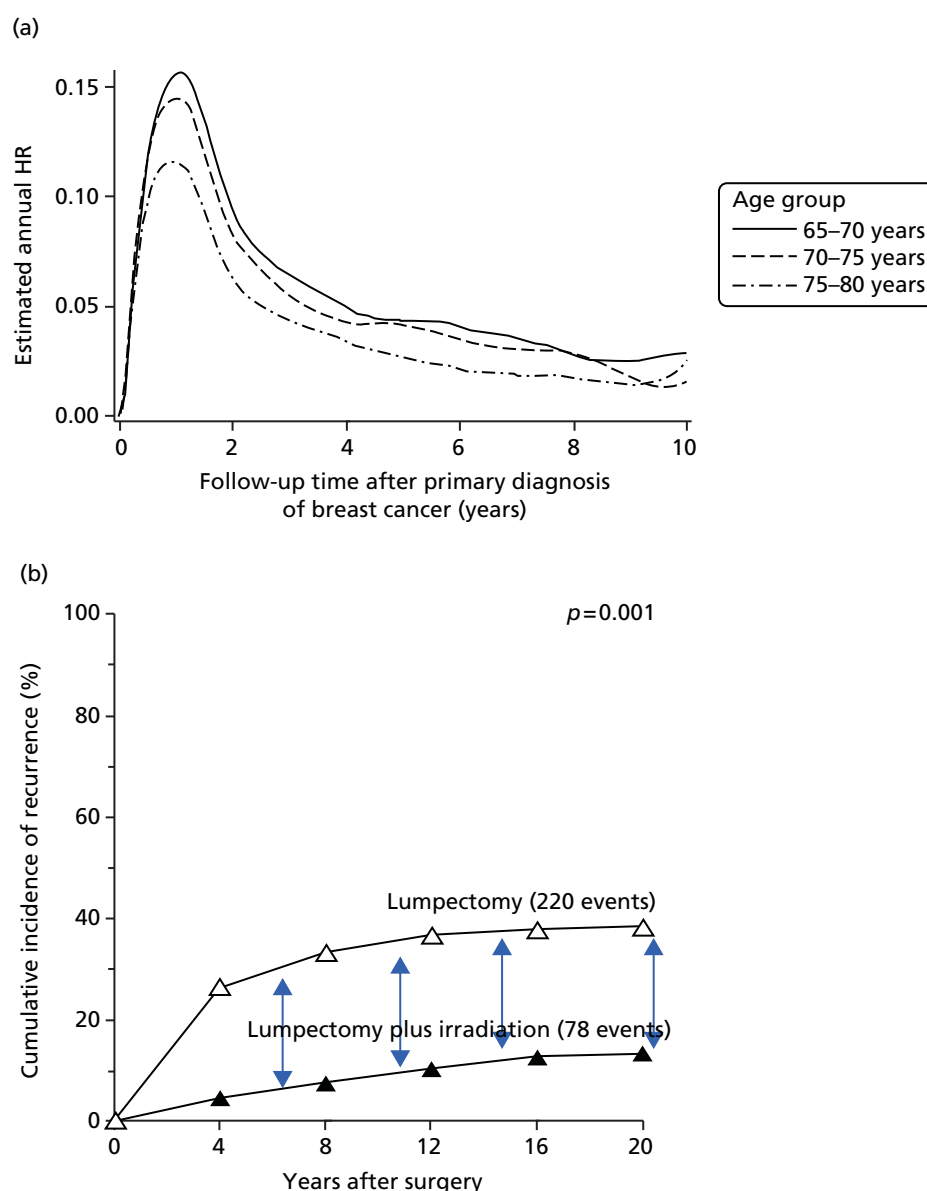 (a)
0.15
0.10
0.05
0.00
Estimated annual HR
0
2
4
6
8
10
Follow-up time after primary diagnosis
of breast cancer (years)
Age group
65–70 years
70–75 years
75–80 years
(b)
100
80
60
40
20
0
Cumulative incidence of recurrence (%)
p=0.001
Lumpectomy (220 events)
Lumpectomy plus irradiation (78 events)
0
4
8
12
16
20
Years after surgery